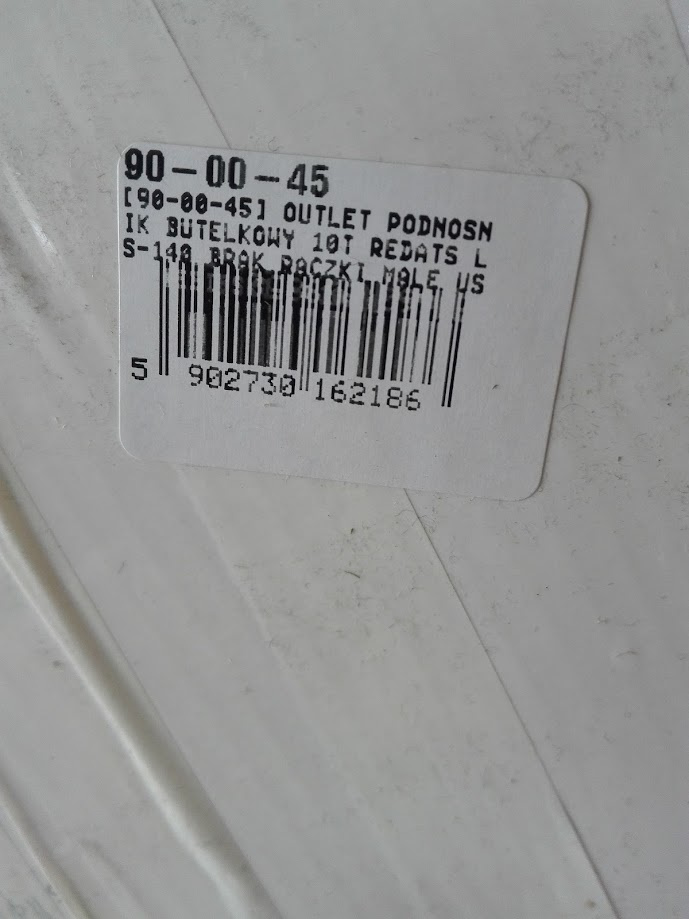 90-00-45
[90-00-45] OUTLET PODNOSN
IK BUTELKOWY 10T REDATS L
S-140 BRAK RĄCZKI MAŁE US
5 902730 162186